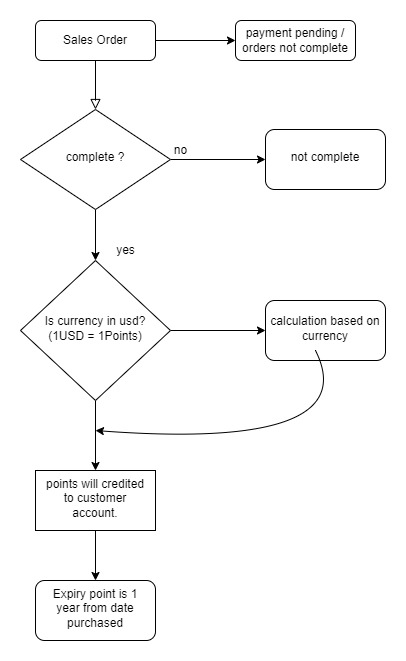 Sales Order
payment pending /
orders not complete
complete ?
no
not complete
yes
Is currency in usd?
(1USD = 1Points)
calculation based on
currency
points will credited
to customer
account.
Expiry point is 1
year from date
purchased